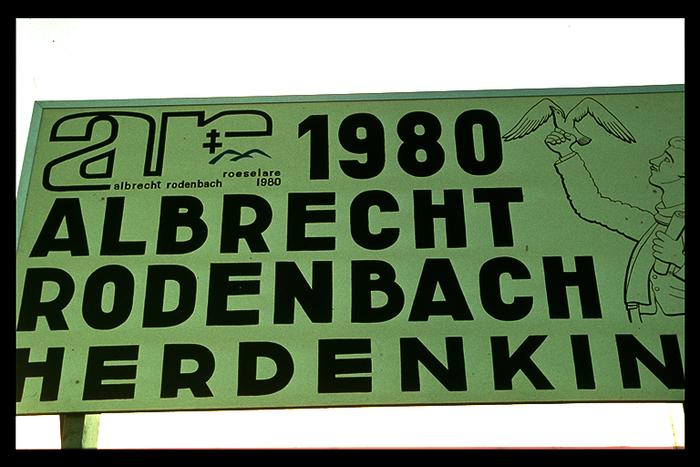 ar
albrecht rodenbach
roeselare
1980
1980
ALBRECHT
RODENBACH
HERDENKIN